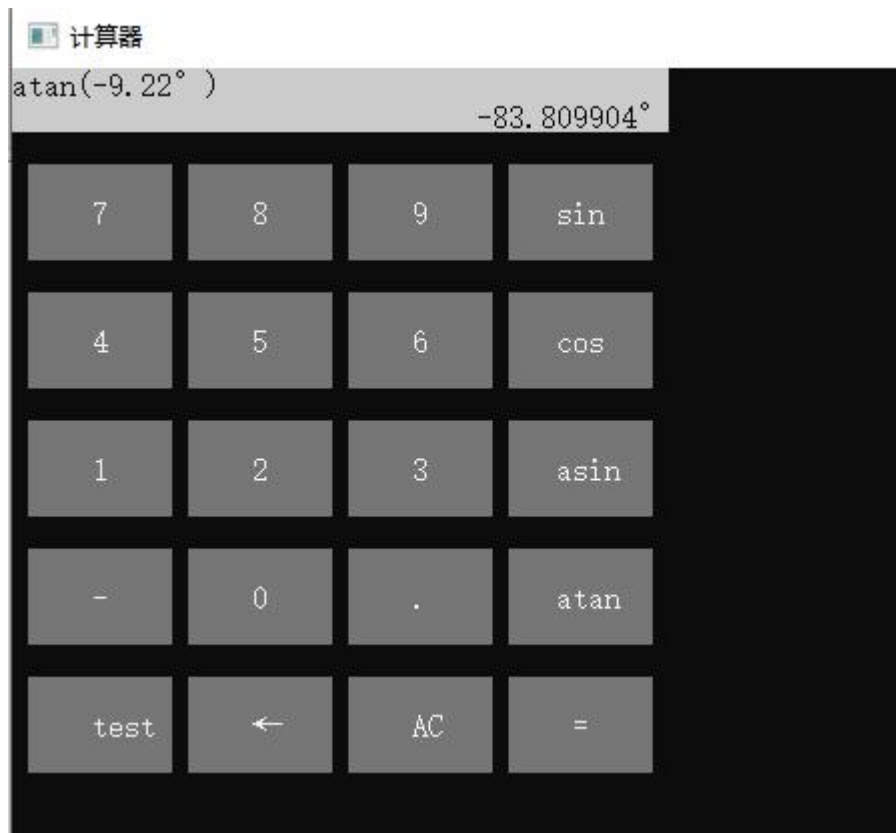 计算器
atan(-9.22° )
-83.809904°
7 8 9 sin
4 5 6 cos
1 2 3 asin
- 0 . atan
test ← AC =